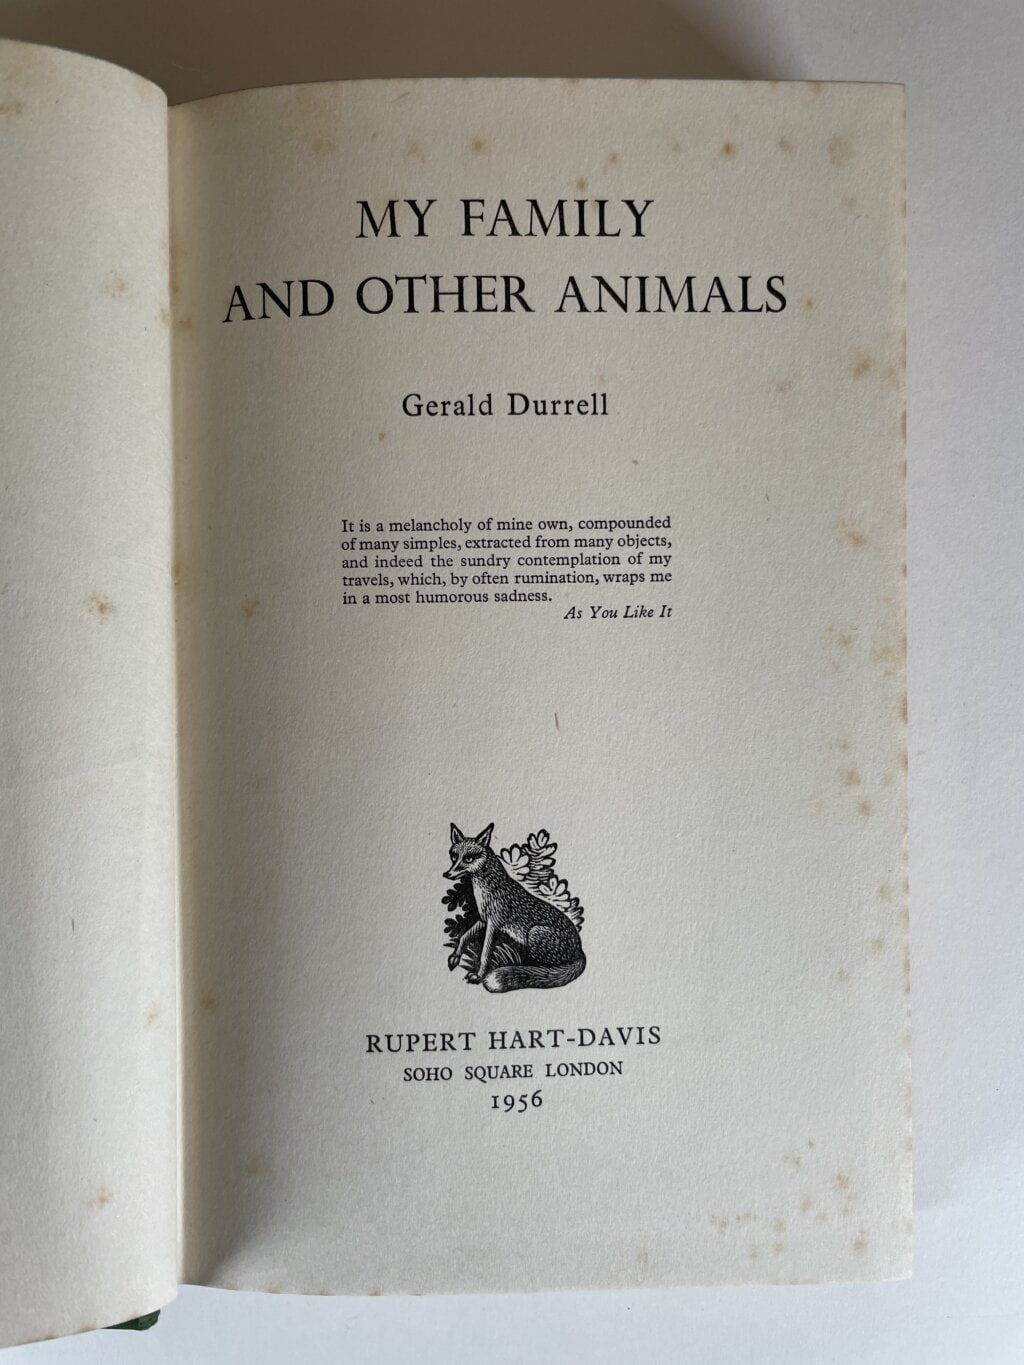 MY FAMILY
AND OTHER ANIMALS
Gerald Durrell
It is a melancholy of mine own, compounded
of many simples, extracted from many objects,
and indeed the sundry contemplation of my
travels, which, by often rumination, wraps me
in a most humorous sadness.
As You Like It
RUPERT HART-DAVIS
SOHO SQUARE LONDON
1956